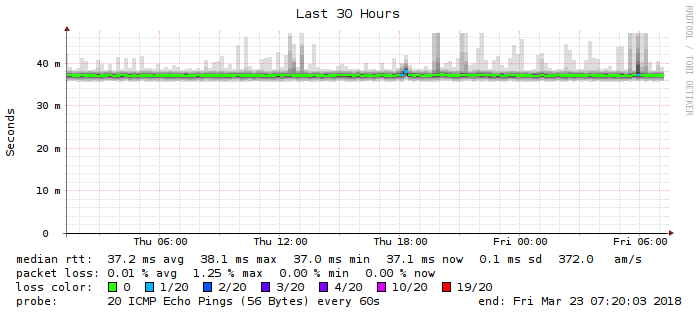 Last 30 Hours
RRDTOOL / TOBI OETIKER
Seconds
40 m
30 m
20 m
10 m
0
Thu 06:00 Thu 12:00 Thu 18:00 Fri 00:00 Fri 06:00
median rtt: 37.2 ms avg 38.1 ms max 37.0 ms min 37.1 ms now 0.1 ms sd 372.0 am/s
packet loss: 0.01 % avg 1.25 % max 0.00 % min 0.00 % now
loss color: 0 1/20 2/20 3/20 4/20 10/20 19/20
probe: 20 ICMP Echo Pings (56 Bytes) every 60s end: Fri Mar 23 07:20:03 2018